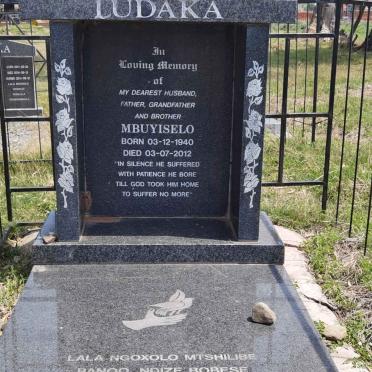 LUDAKA
In
Loving Memory
of
MY DEAREST HUSBAND,
FATHER, GRANDFATHER
AND BROTHER
MBUYISELO
BORN 03-12-1940
DIED 03-07-2012
"IN SILENCE HE SUFFERED
WITH PATIENCE HE BORE
TILL GOD TOOK HIM HOME
TO SUFFER NO MORE"
LALA NGOXOLO MTSHILIBE
NDIZE BOBESE